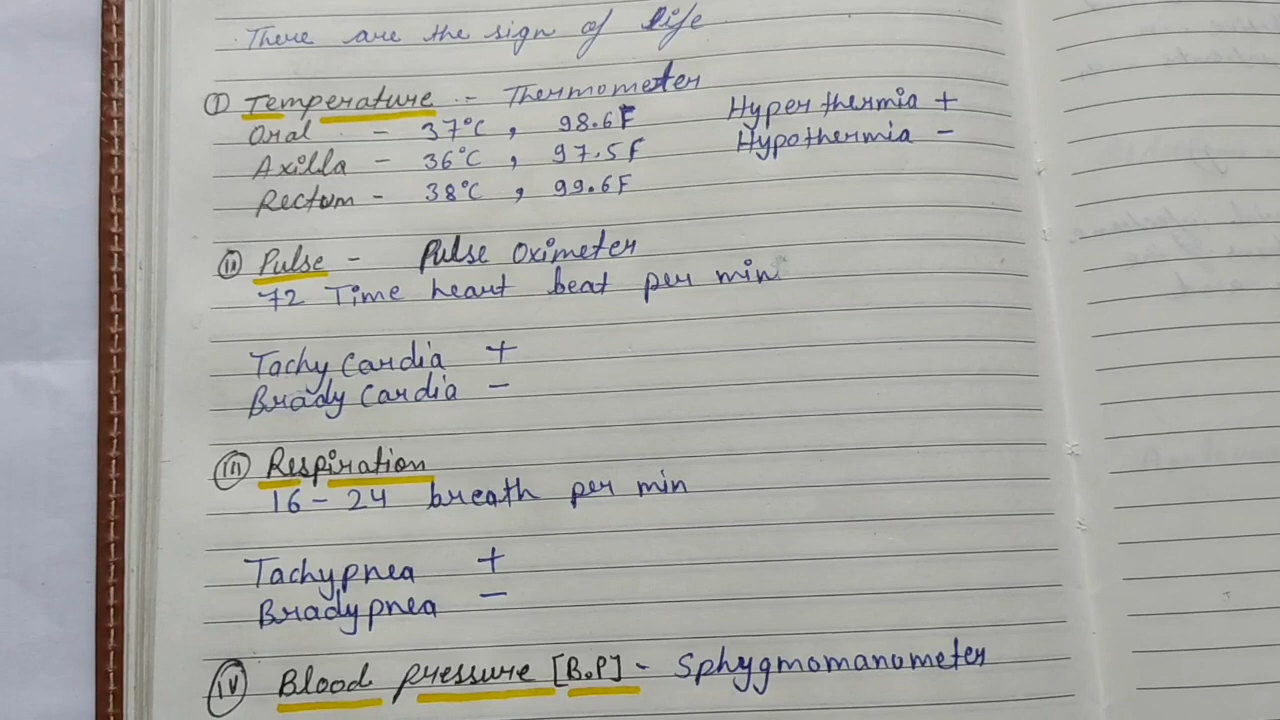 There are the sign of life
(I) Temperature :- Thermometer
Oral - 37°C , 98.6F Hyperthermia +
Axilla - 36°C , 97.5F Hypothermia -
Rectum - 38°C , 99.6F
(ii) Pulse - Pulse Oximeter
72 Time heart beat per min
Tachy Cardia +
Brady Cardia -
(iii) Respiration
16 - 24 breath per min
Tachypnea +
Bradypnea -
(iv) Blood pressure [B.P] - Sphygmomanometer